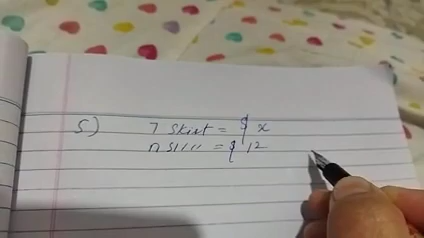 5) 7 skirt = $ x
n s//// = $ 12